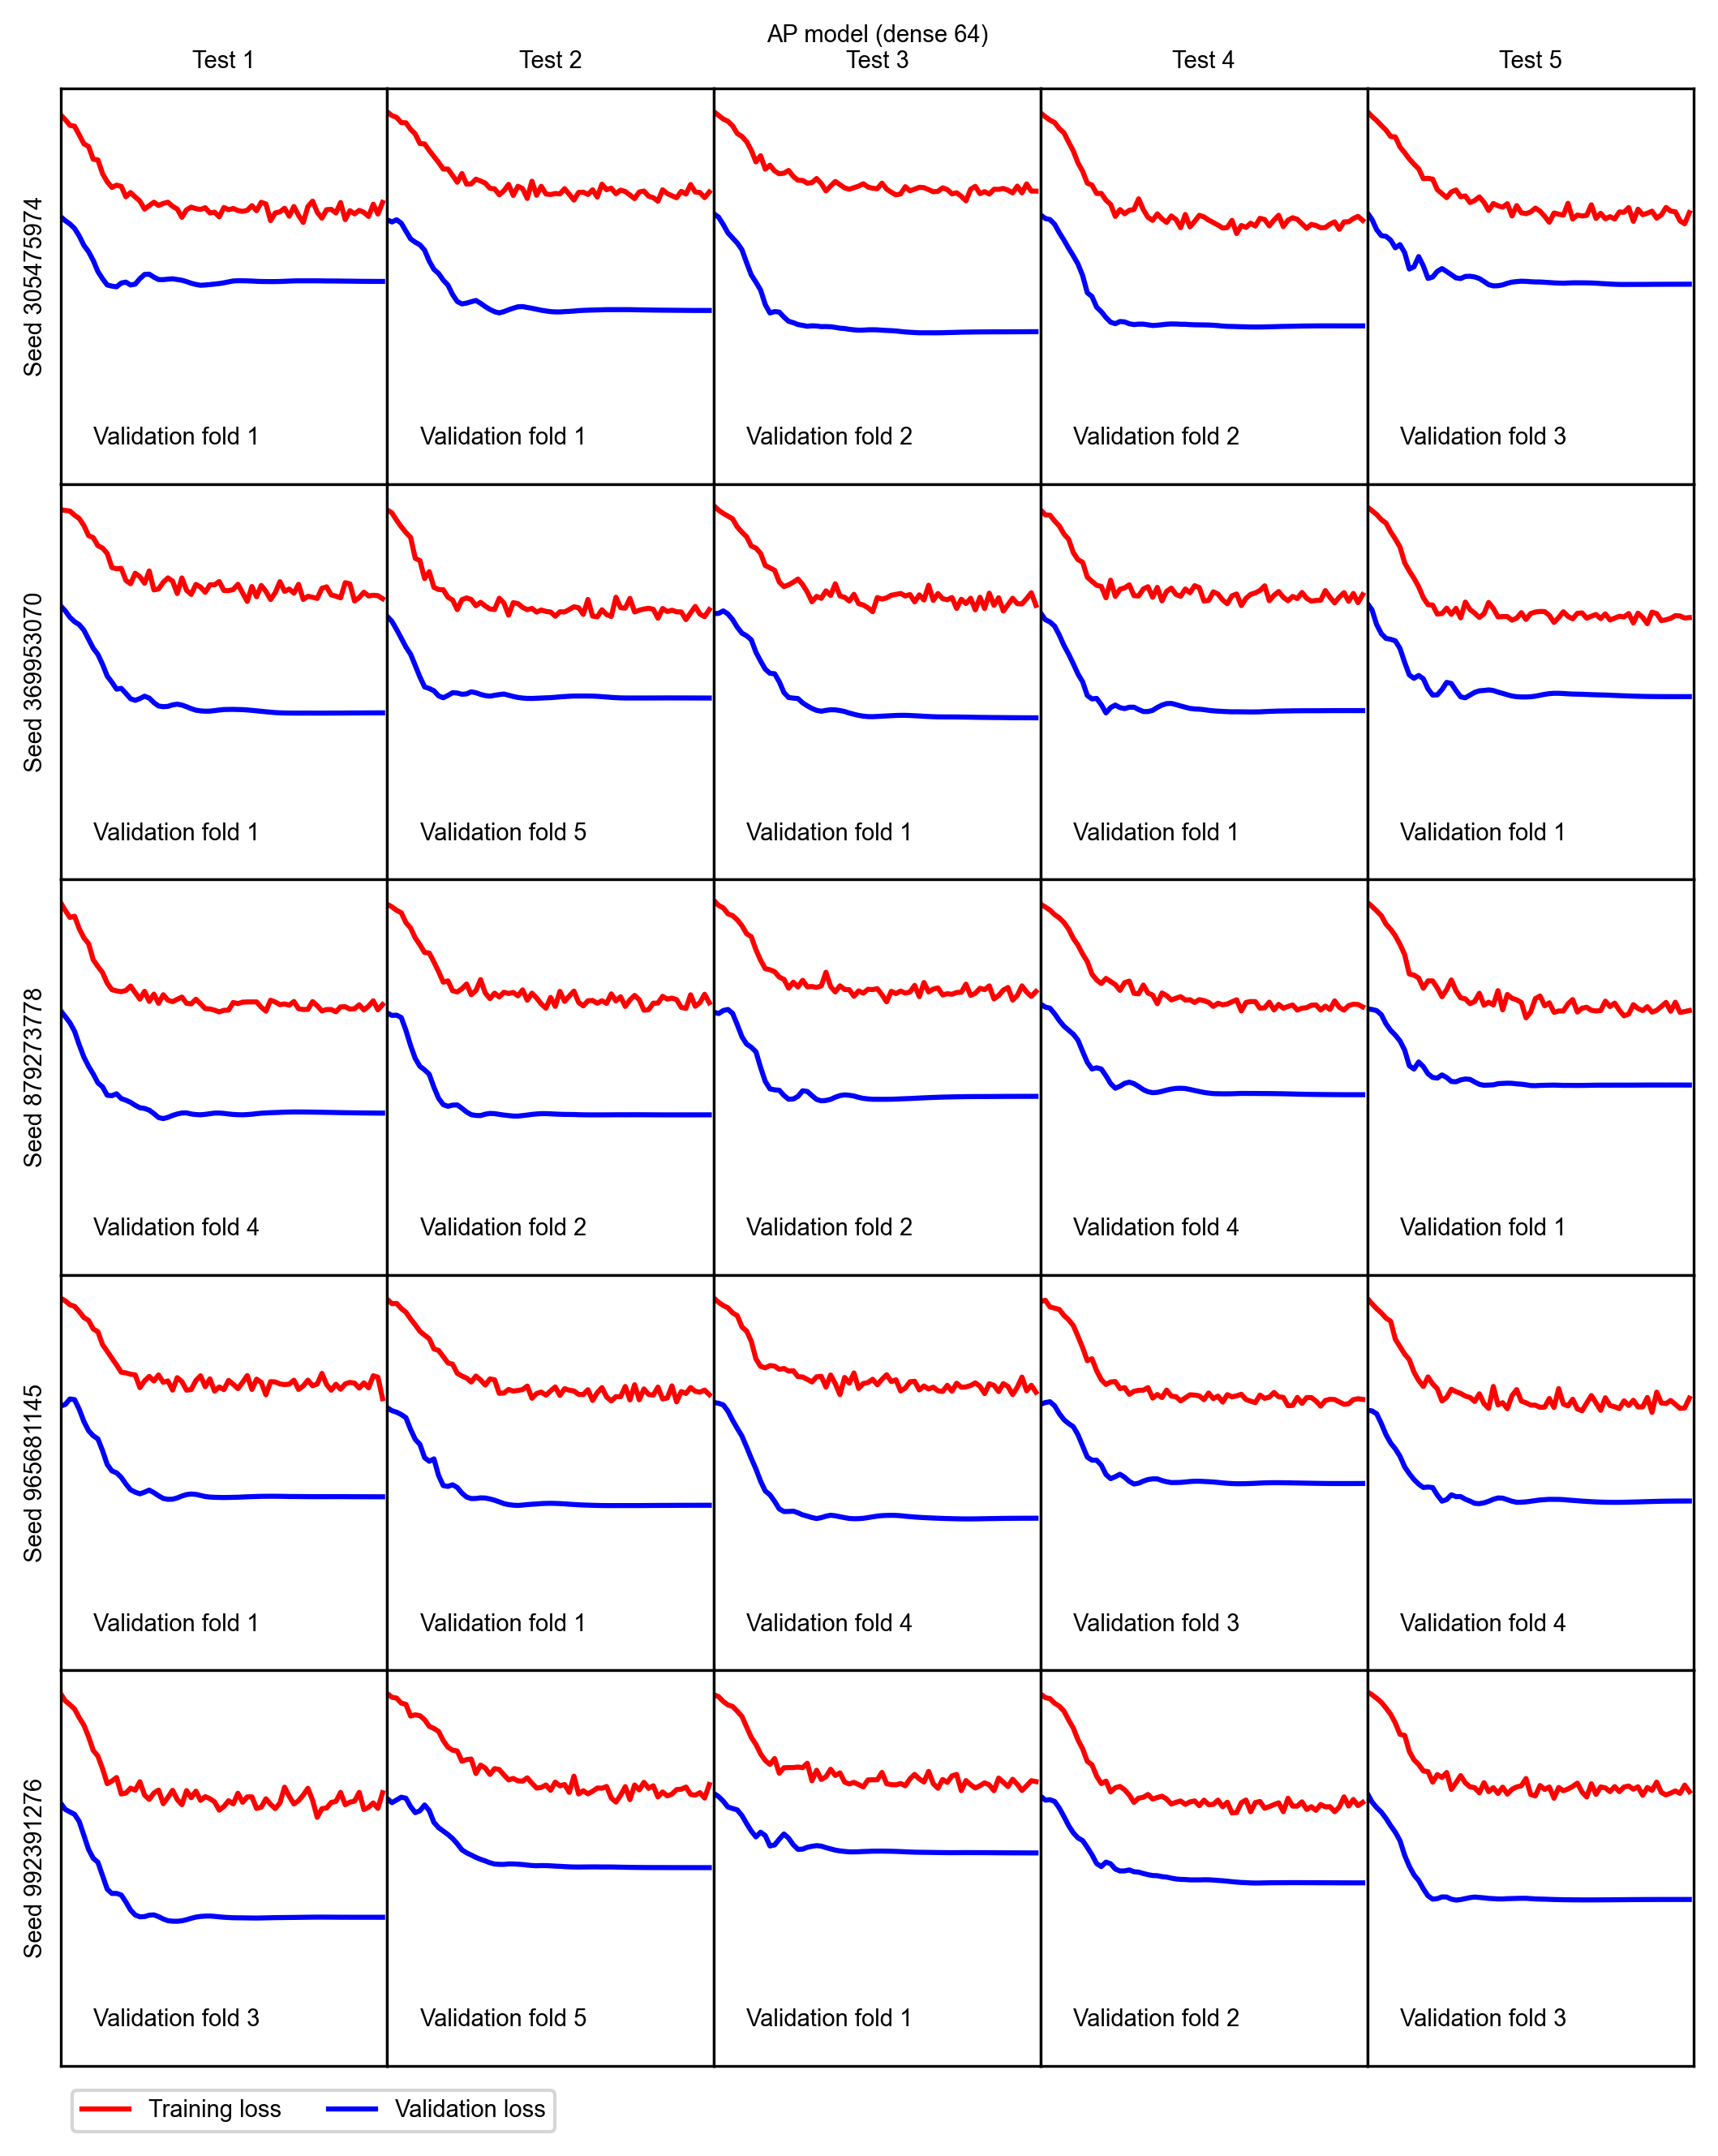 AP model (dense 64)
Test 1
Test 2
Test 3
Test 4
Test 5
Seed 305475974
Validation fold 1
Validation fold 1
Validation fold 2
Validation fold 2
Validation fold 3
Seed 369953070
Validation fold 1
Validation fold 5
Validation fold 1
Validation fold 1
Validation fold 1
Seed 879273778
Validation fold 4
Validation fold 2
Validation fold 2
Validation fold 4
Validation fold 1
Seed 965681145
Validation fold 1
Validation fold 1
Validation fold 4
Validation fold 3
Validation fold 4
Seed 992391276
Validation fold 3
Validation fold 5
Validation fold 1
Validation fold 2
Validation fold 3
Training loss
Validation loss